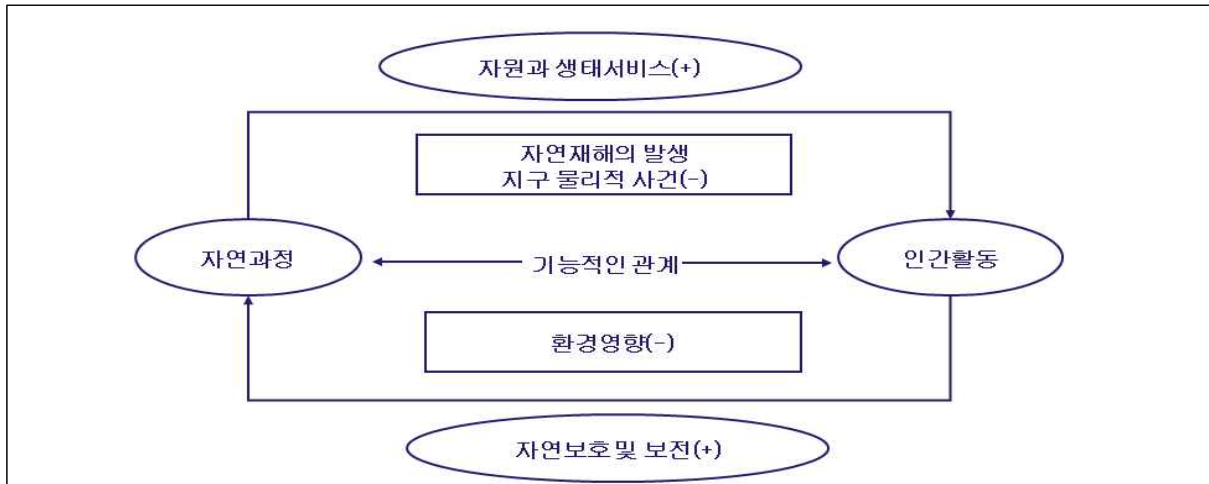 자원과 생태서비스(+)
자연재해의 발생
지구 물리적 사건(-)
자연과정
기능적인 관계
인간활동
환경영향(-)
자연보호 및 보전(+)